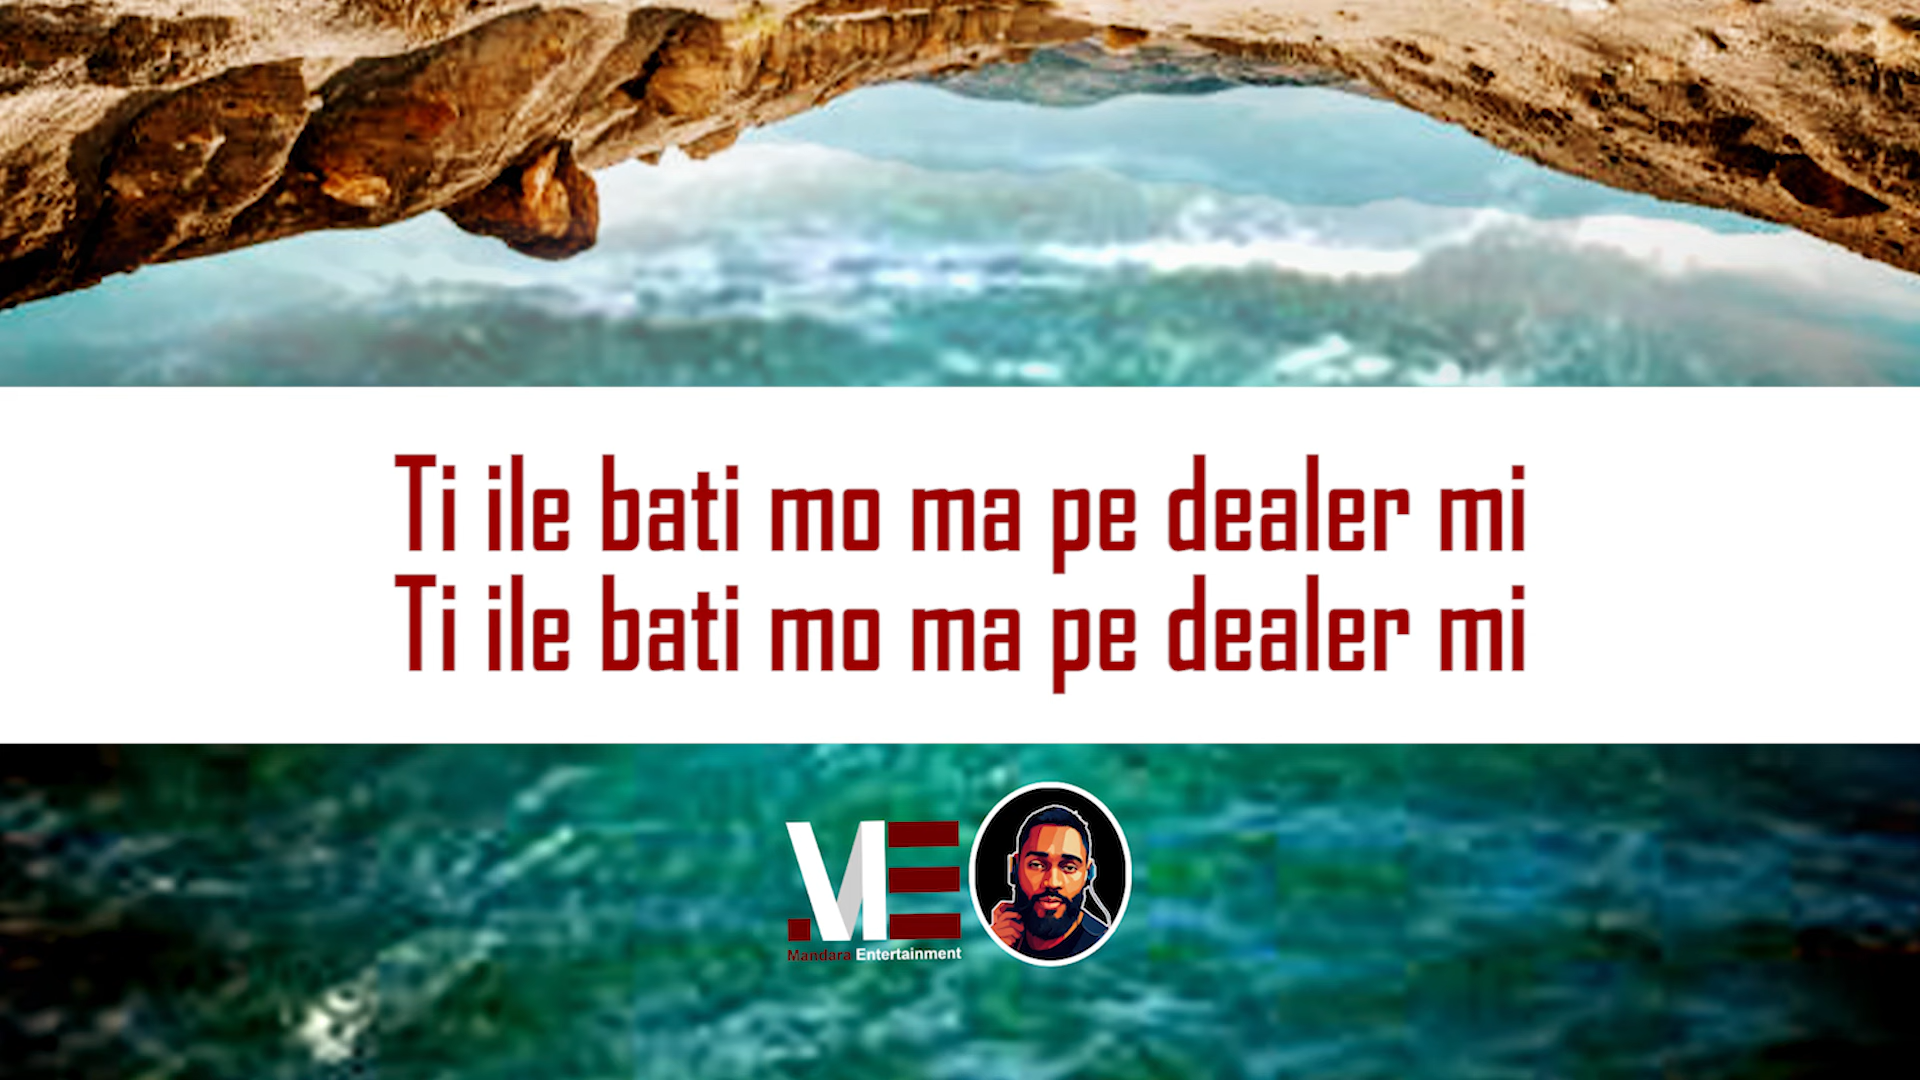 Ti ile bati mo ma pe dealer mi
Ti ile bati mo ma pe dealer mi
ME
Mandara Entertainment